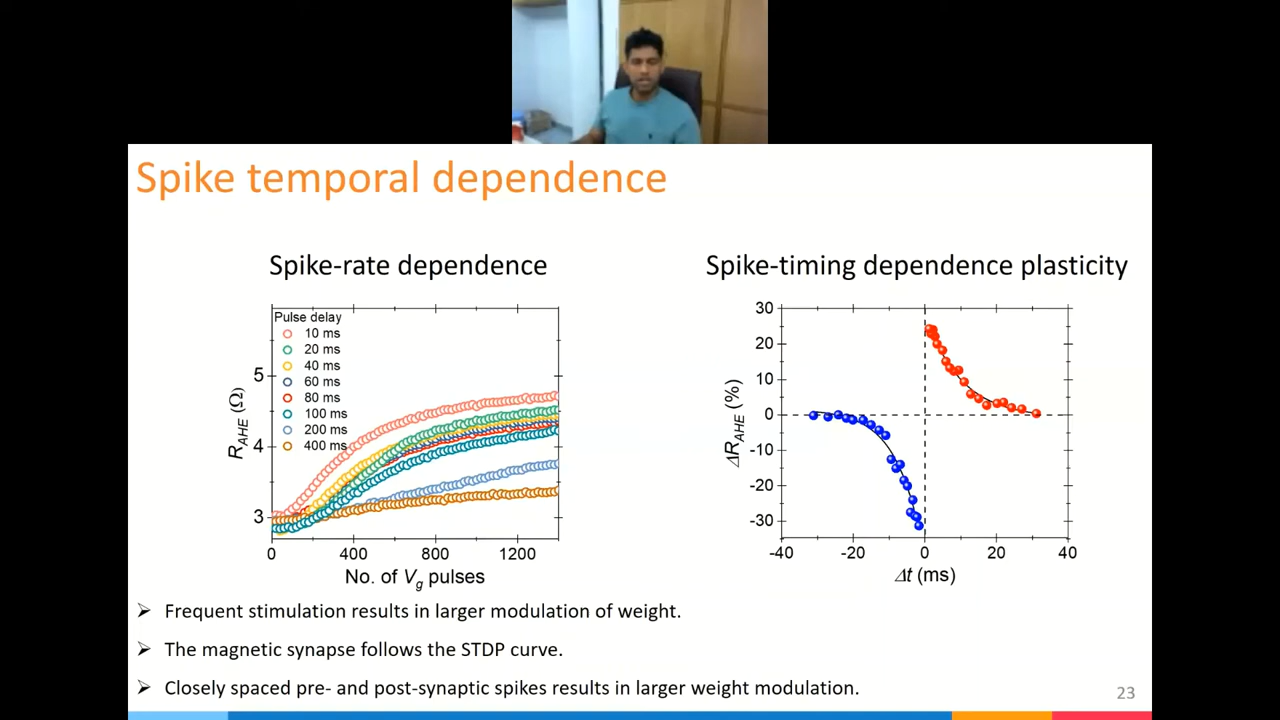 Spike temporal dependence
Spike-rate dependence
Pulse delay
10 ms
20 ms
40 ms
60 ms
80 ms
100 ms
200 ms
400 ms
5
4
3
R_AHE (Ω)
0 400 800 1200
No. of V_g pulses
Spike-timing dependence plasticity
30
20
10
0
-10
-20
-30
ΔR_AHE (%)
-40 -20 0 20 40
Δt (ms)
➢ Frequent stimulation results in larger modulation of weight.
➢ The magnetic synapse follows the STDP curve.
➢ Closely spaced pre- and post-synaptic spikes results in larger weight modulation.
23